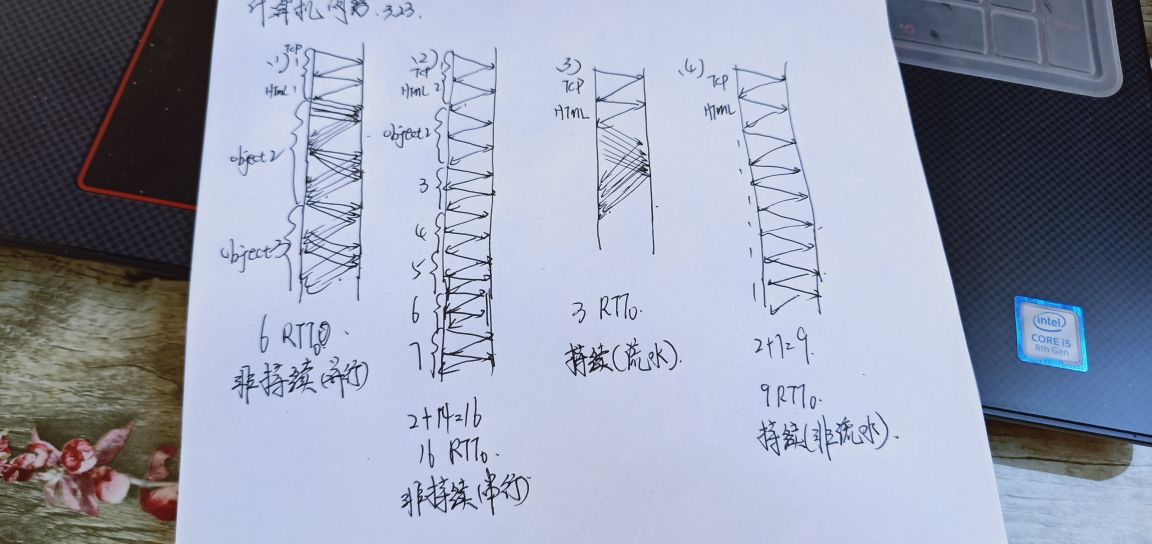 计算机网络.3.23.
(1)
TCP 1
HTML 1
object 2
object 3
6 RTT0.
非持续(并行)
(2)
TCP
HTML 2
object 2
3
4
5
6
7
2+14=16
16 RTT0.
非持续(串行)
3)
TCP
HTML
3 RTT0.
持续(流水).
(4)
TCP
HTML
2+7=9.
9 RTT0.
持续(非流水).
intel
CORE i5
8th Gen